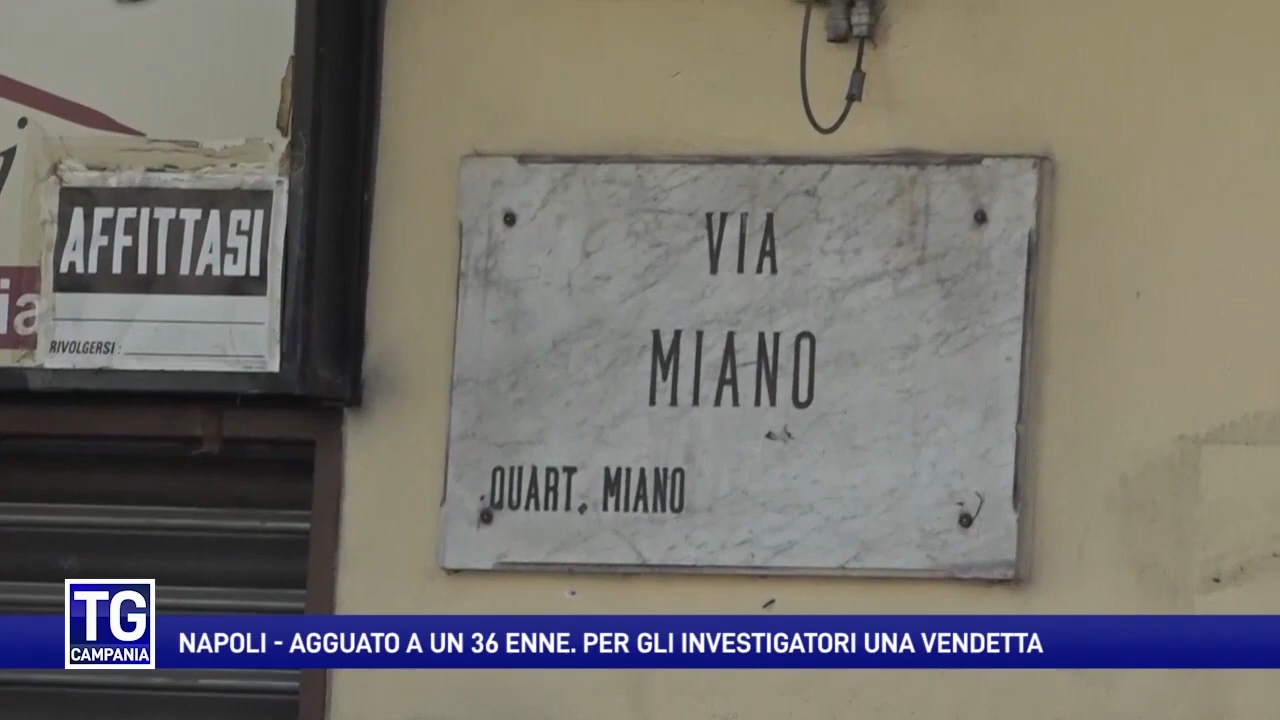 AFFITTASI
RIVOLGERSI :
VIA
MIANO
QUART. MIANO
TG
CAMPANIA
NAPOLI - AGGUATO A UN 36 ENNE. PER GLI INVESTIGATORI UNA VENDETTA